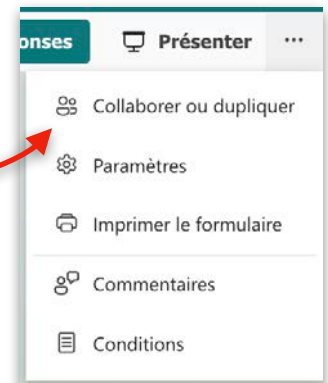 onses Présenter ...
Collaborer ou dupliquer
Paramètres
Imprimer le formulaire
Commentaires
Conditions